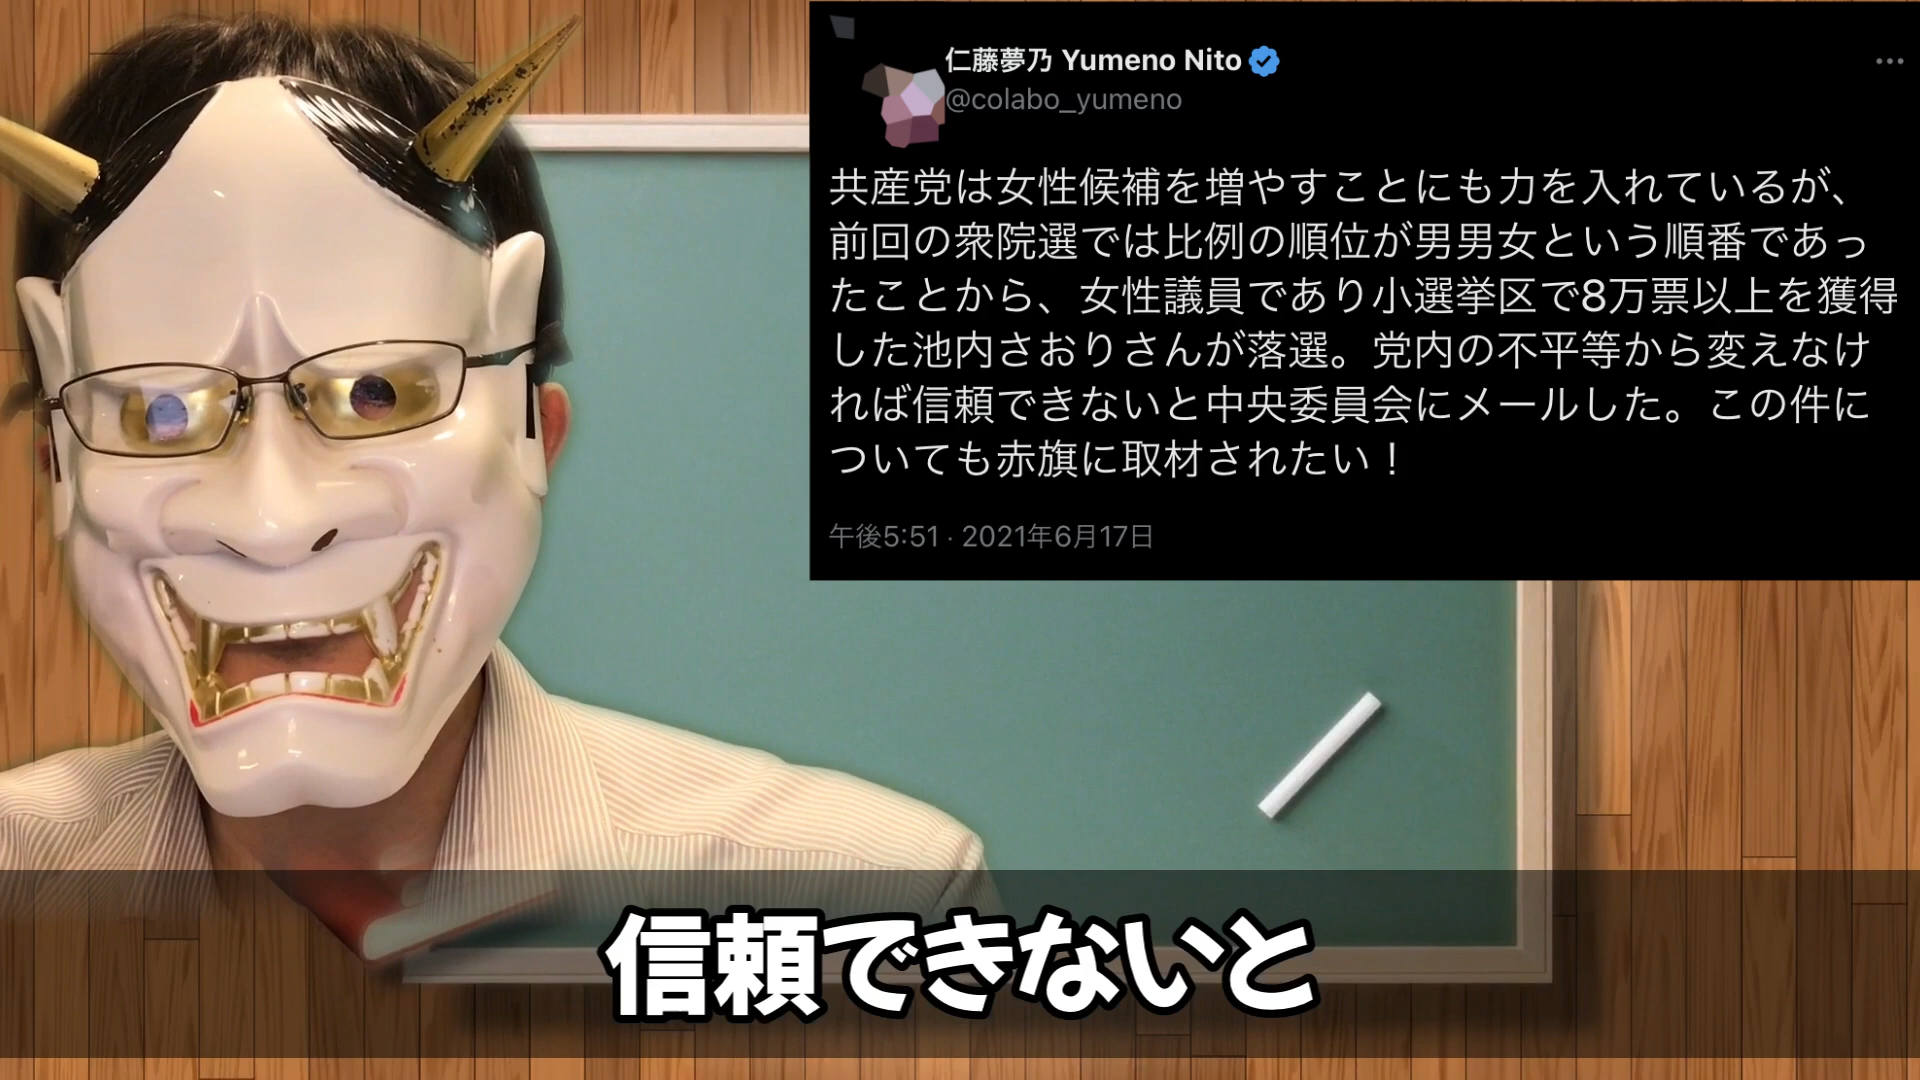 仁藤夢乃 Yumeno Nito
@colabo_yumeno
共産党は女性候補を増やすことにも力を入れているが、
前回の衆院選では比例の順位が男男女という順番であっ
たことから、女性議員であり小選挙区で8万票以上を獲得
した池内さおりさんが落選。党内の不平等から変えなけ
れば信頼できないと中央委員会にメールした。この件に
ついても赤旗に取材されたい！
午後5:51 · 2021年6月17日
信頼できないと